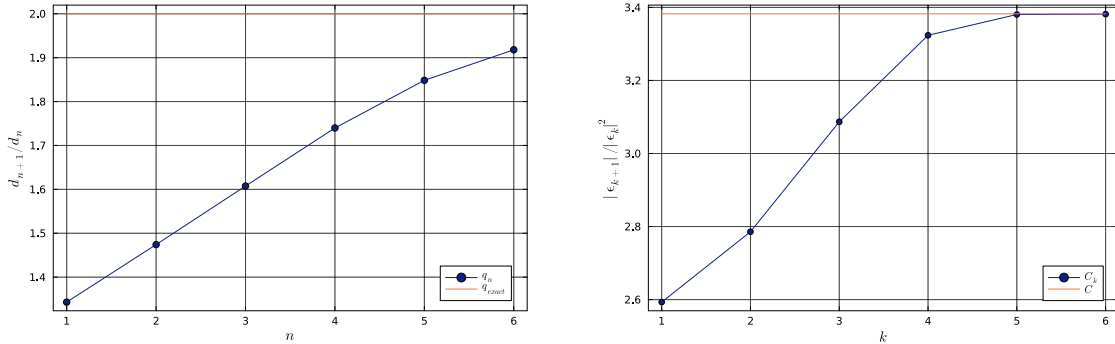 2.0
1.9
1.8
1.7
1.6
1.5
1.4
d_{n+1}/d_n
1 2 3 4 5 6
n
q_n
q_{exact}
3.4
3.2
3.0
2.8
2.6
|ϵ_{k+1}|/|ϵ_k|^2
1 2 3 4 5 6
k
C_k
C